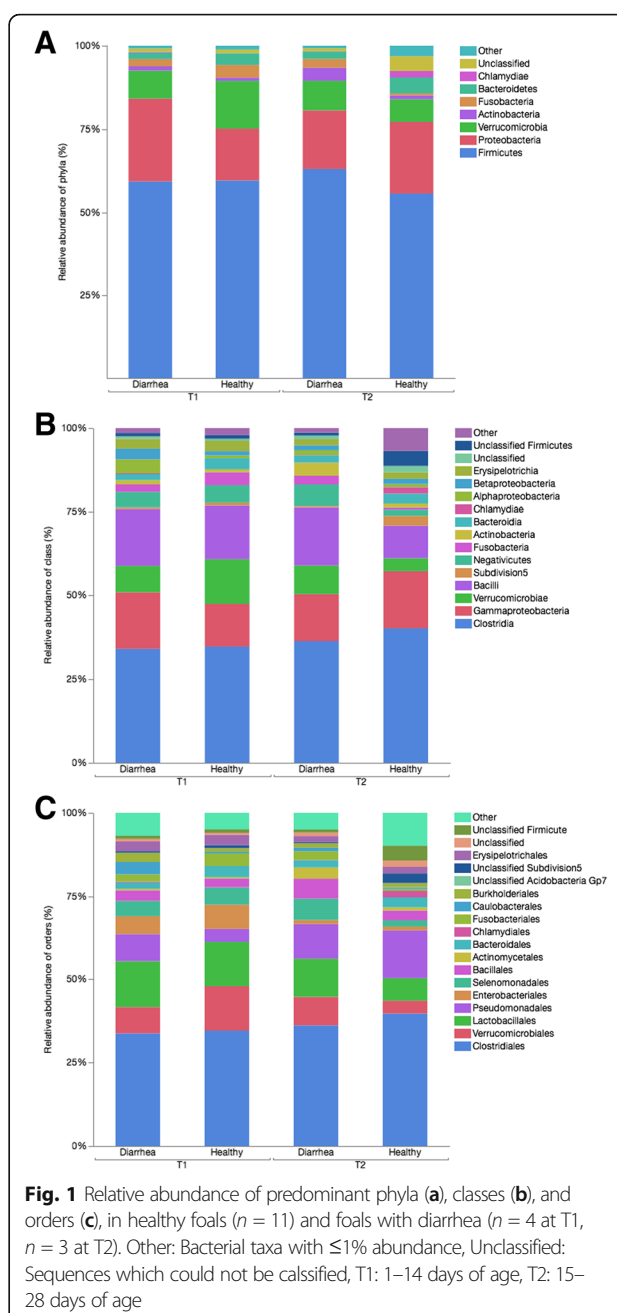 A
100%
75%
50%
25%
Relative abundance of phyla (%)
Diarrhea
Healthy
Diarrhea
Healthy
T1
T2
Other
Unclassified
Chlamydiae
Bacteroidetes
Fusobacteria
Actinobacteria
Verrucomicrobia
Proteobacteria
Firmicutes
B
100%
75%
50%
25%
0%
Relative abundance of class (%)
Diarrhea
Healthy
Diarrhea
Healthy
T1
T2
Other
Unclassified Firmicutes
Unclassified
Erysipelotrichia
Betaproteobacteria
Alphaproteobacteria
Chlamydiae
Bacteroidia
Actinobacteria
Fusobacteria
Negativicutes
Subdivision5
Bacilli
Verrucomicrobiae
Gammaproteobacteria
Clostridia
C
100%
75%
50%
25%
0%
Relative abdundance of orders (%)
Diarrhea
Healthy
Diarrhea
Healthy
T1
T2
Other
Unclassified Firmicute
Unclassified
Erysipelotrichales
Unclassified Subdivision5
Unclassified Acidobacteria Gp7
Burkholderiales
Caulobacterales
Fusobacteriales
Chlamydiales
Bacteroidales
Actinomycetales
Bacillales
Selenomonadales
Enterobacteriales
Pseudomonadales
Lactobacillales
Verrucomicrobiales
Clostridiales
Fig. 1 Relative abundance of predominant phyla (a), classes (b), and
orders (c), in healthy foals (n = 11) and foals with diarrhea (n = 4 at T1,
n = 3 at T2). Other: Bacterial taxa with ≤1% abundance, Unclassified:
Sequences which could not be calssified, T1: 1–14 days of age, T2: 15–
28 days of age